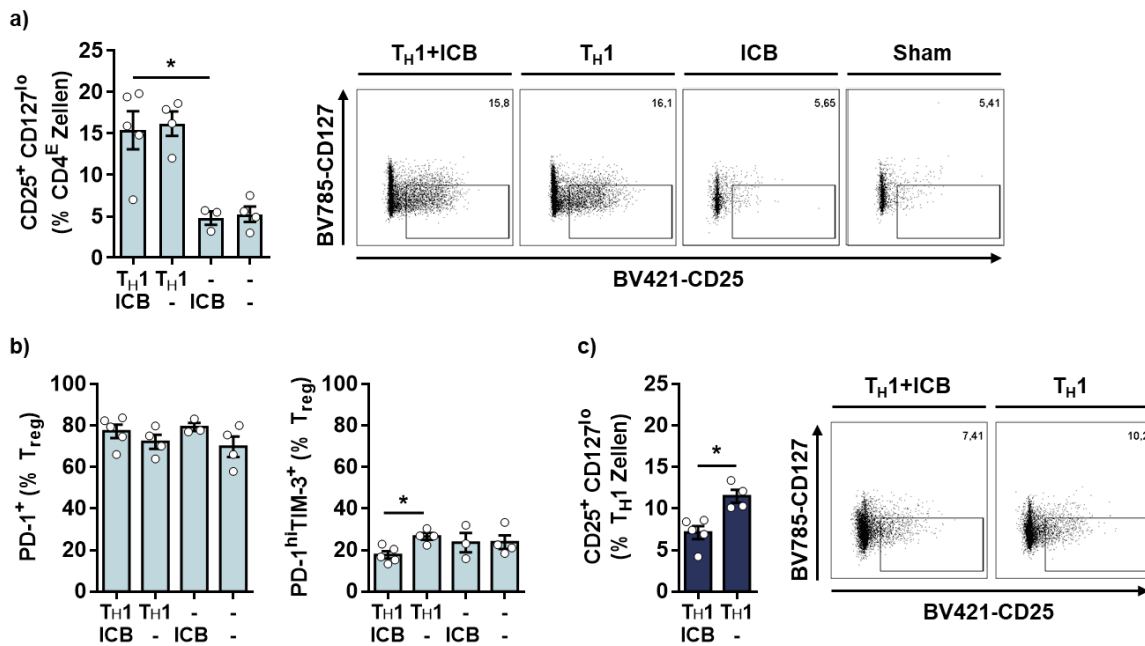 a)
CD25+ CD127lo
(% CD4E Zellen)
25
20
15
10
5
0
*
TH1 TH1 - -
ICB - ICB -
TH1+ICB TH1 ICB Sham
15,8 16,1 5,65 5,41
BV785-CD127
BV421-CD25
b)
PD-1+ (% Treg)
100
80
60
40
20
0
TH1 TH1 - -
ICB - ICB -
PD-1hiTIM-3+ (% Treg)
100
80
60
40
20
0
*
TH1 TH1 - -
ICB - ICB -
c)
CD25+ CD127lo
(% TH1 Zellen)
25
20
15
10
5
0
*
TH1 TH1
ICB -
TH1+ICB TH1
7,41 10,2
BV785-CD127
BV421-CD25